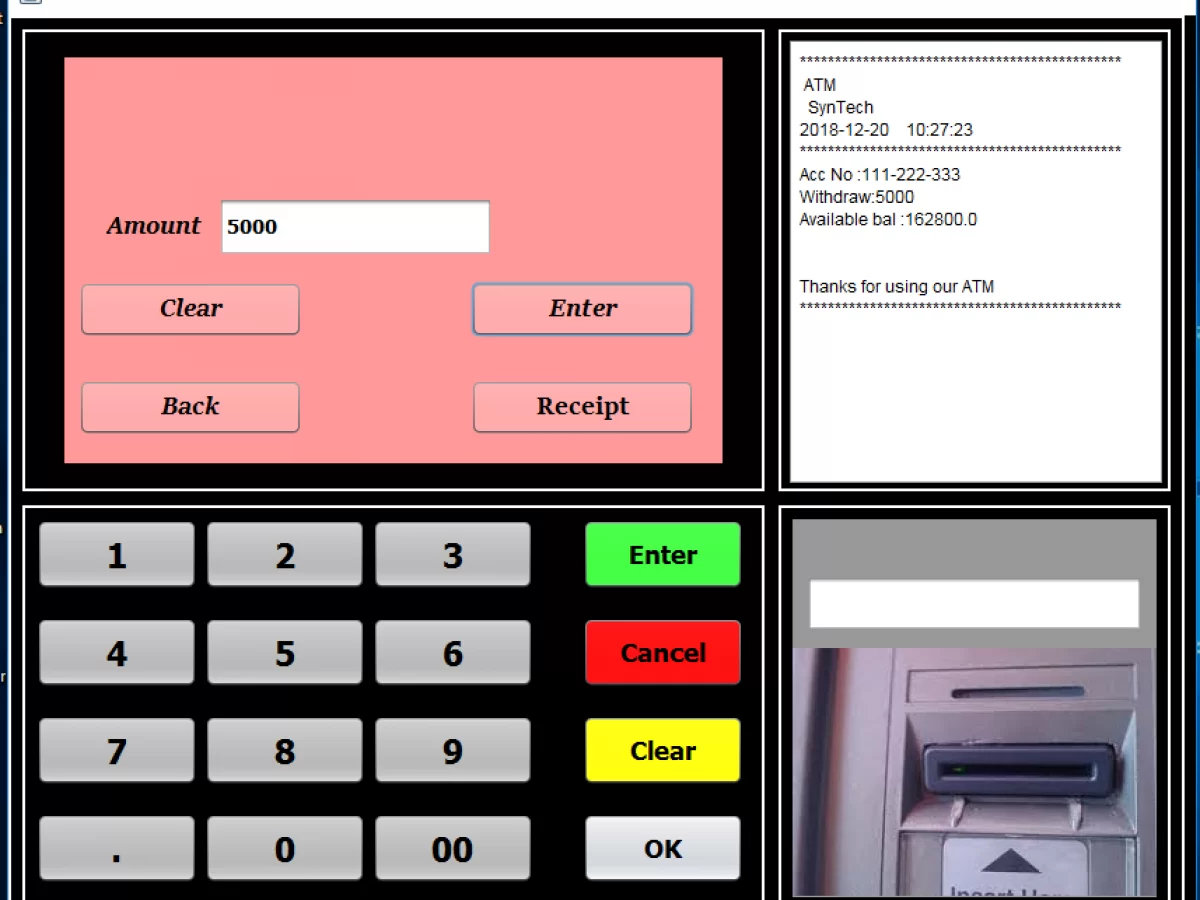 Amount 5000
Clear Enter
Back Receipt
*********************************************
ATM
SynTech
2018-12-20 10:27:23
*********************************************
Acc No :111-222-333
Withdraw:5000
Available bal :162800.0
Thanks for using our ATM
*********************************************
1 2 3 Enter
4 5 6 Cancel
7 8 9 Clear
. 0 00 OK
Insert Here